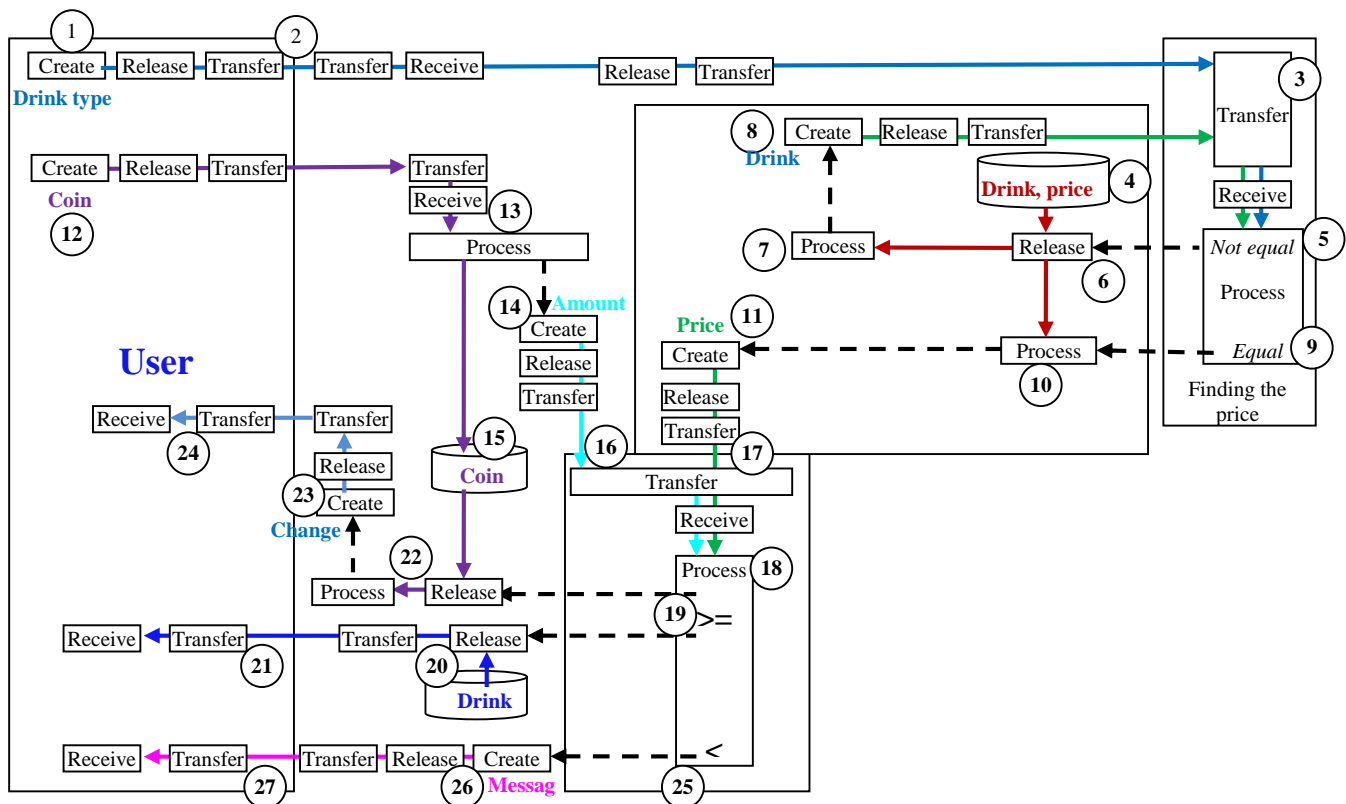 1
2
Create Release Transfer Transfer Receive Release Transfer
Drink type
3
Transfer
8
Create Release Transfer
Drink
Create Release Transfer Transfer
Coin
12
Receive
13
Process
Drink, price
4
Receive
7
Process
Release
6
Not equal
5
Process
Equal
9
14
Amount
Create
Release
Transfer
Price
11
Create
Release
Transfer
Process
10
Finding the
price
User
Receive Transfer Transfer
24
Release
23
Create
Change
15
Coin
16
17
Transfer
Receive
Process
18
22
Process Release
19
>=
Receive Transfer Transfer Release
21
20
Drink
<
Receive Transfer Transfer Release Create
27
26
Messag
25